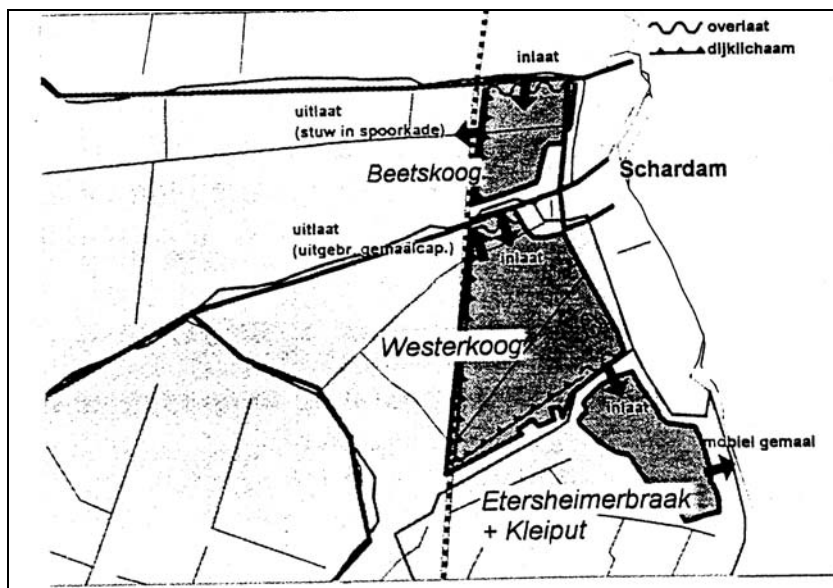 overlaat
dijklichaam
inlaat
uitlaat
(stuw in spoorkade)
Beetskoog
Schardam
uitlaat
(uitgebr. gemaalcap.)
inlaat
Westerkoog
inlaat
mobiel gemaal
Etersheimerbraak
+ Kleiput